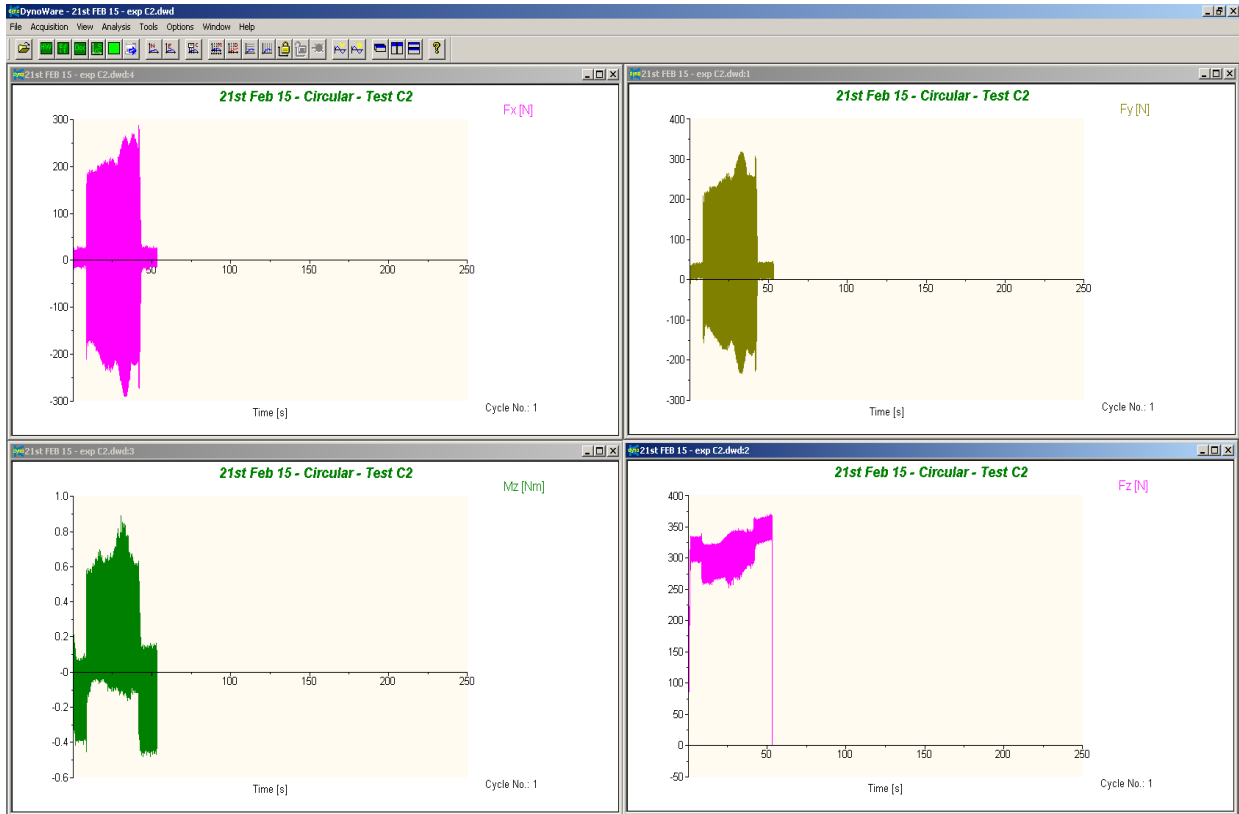 DynoWare - 21st FEB 15 - exp C2.dwd
File Acquisition View Analysis Tools Options Window Help
21st FEB 15 - exp C2.dwd:4
21st Feb 15 - Circular - Test C2
Fx [N]
300
200
100
0
-100
-200
-300
50
100
150
200
250
Time [s]
Cycle No.: 1
21st FEB 15 - exp C2.dwd:1
21st Feb 15 - Circular - Test C2
Fy [N]
400
300
200
100
0
-100
-200
-300
50
100
150
200
250
Time [s]
Cycle No.: 1
21st FEB 15 - exp C2.dwd:3
21st Feb 15 - Circular - Test C2
Mz [Nm]
1.0
0.8
0.6
0.4
0.2
-0
-0.2
-0.4
-0.6
100
150
200
250
Time [s]
Cycle No.: 1
21st FEB 15 - exp C2.dwd:2
21st Feb 15 - Circular - Test C2
Fz [N]
400
350
300
250
200
150
100
50
0
-50
50
100
150
200
250
Time [s]
Cycle No.: 1